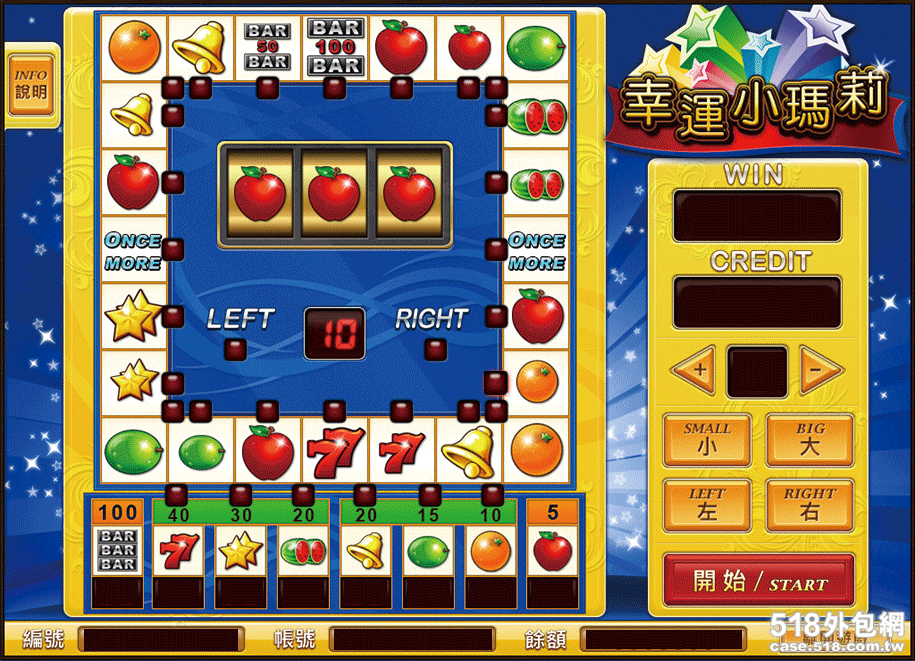 INFO
說明
BAR
50
BAR
BAR
100
BAR
幸運小瑪莉
WIN
CREDIT
ONCE
MORE
ONCE
MORE
LEFT
10
RIGHT
+
-
SMALL
小
BIG
大
LEFT
左
RIGHT
右
77
77
100
40
30
20
20
15
10
5
BAR
BAR
BAR
77
開始 / START
編號
帳號
餘額
518外包網
case.518.com.tw